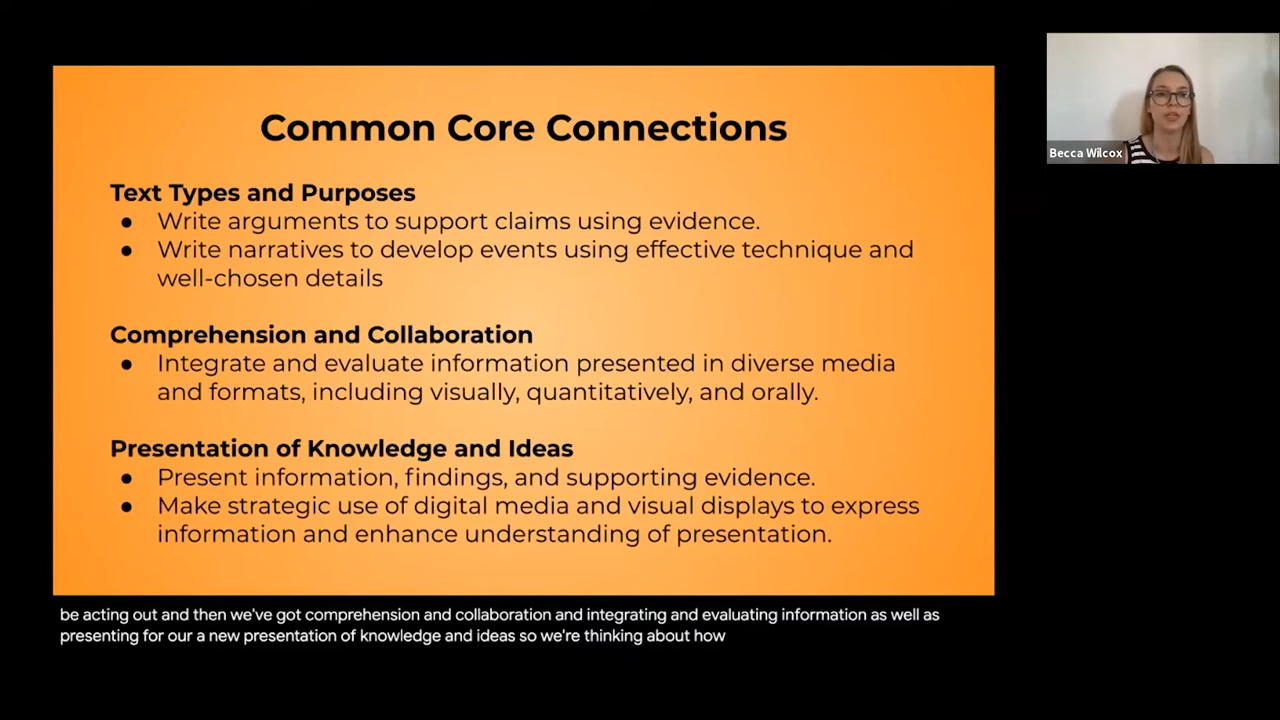 Common Core Connections
Text Types and Purposes
● Write arguments to support claims using evidence.
● Write narratives to develop events using effective technique and
well-chosen details
Comprehension and Collaboration
● Integrate and evaluate information presented in diverse media
and formats, including visually, quantitatively, and orally.
Presentation of Knowledge and Ideas
● Present information, findings, and supporting evidence.
● Make strategic use of digital media and visual displays to express
information and enhance understanding of presentation.
Becca Wilcox
be acting out and then we've got comprehension and collaboration and integrating and evaluating information as well as
presenting for our a new presentation of knowledge and ideas so we're thinking about how